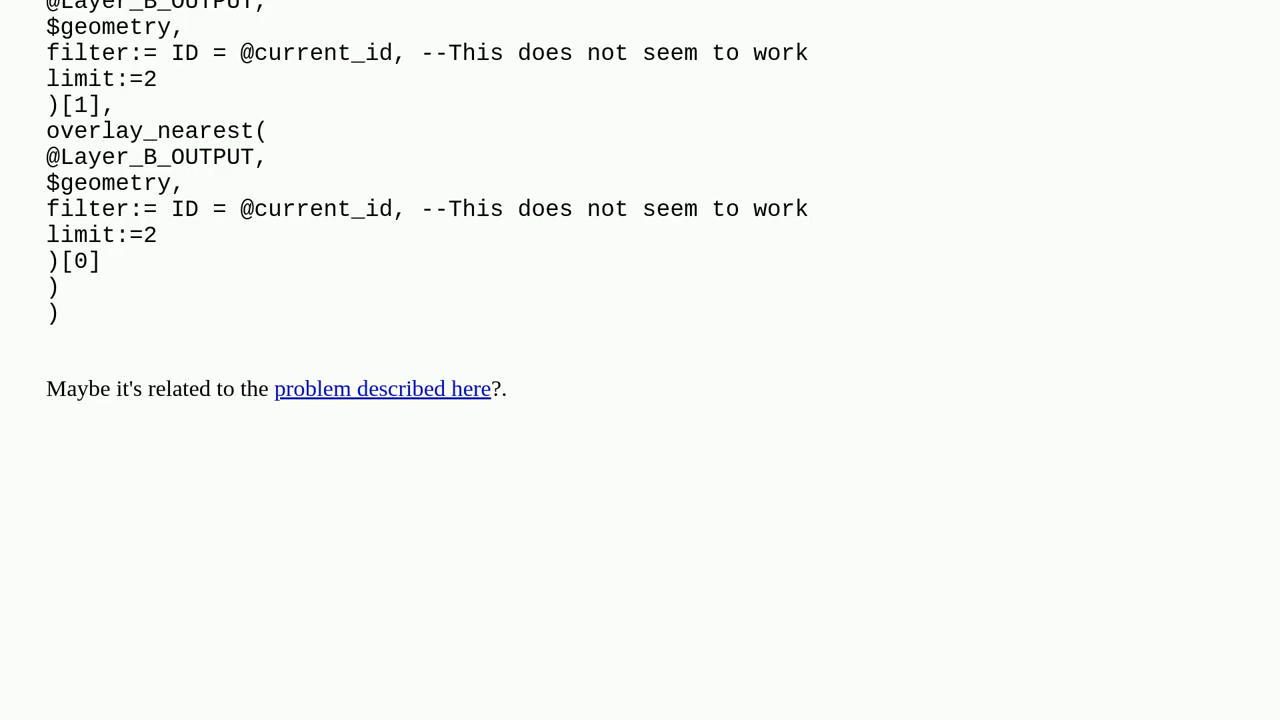 @Layer_B_OUTPUT,
$geometry,
filter:= ID = @current_id, --This does not seem to work
limit:=2
)[1],
overlay_nearest(
@Layer_B_OUTPUT,
$geometry,
filter:= ID = @current_id, --This does not seem to work
limit:=2
)[0]
)
)
Maybe it's related to the problem described here?.